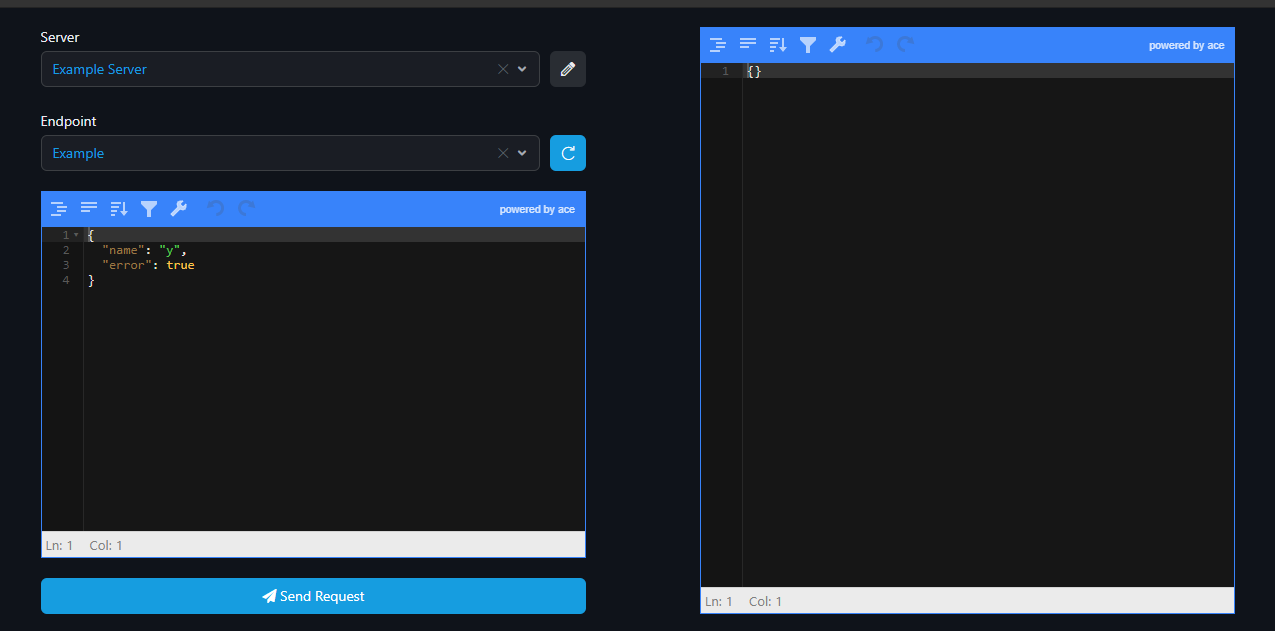 Server
Example Server
Endpoint
Example
powered by ace
1 {
2 "name": "y",
3 "error": true
4 }
Ln: 1 Col: 1
Send Request
powered by ace
1 {}
Ln: 1 Col: 1